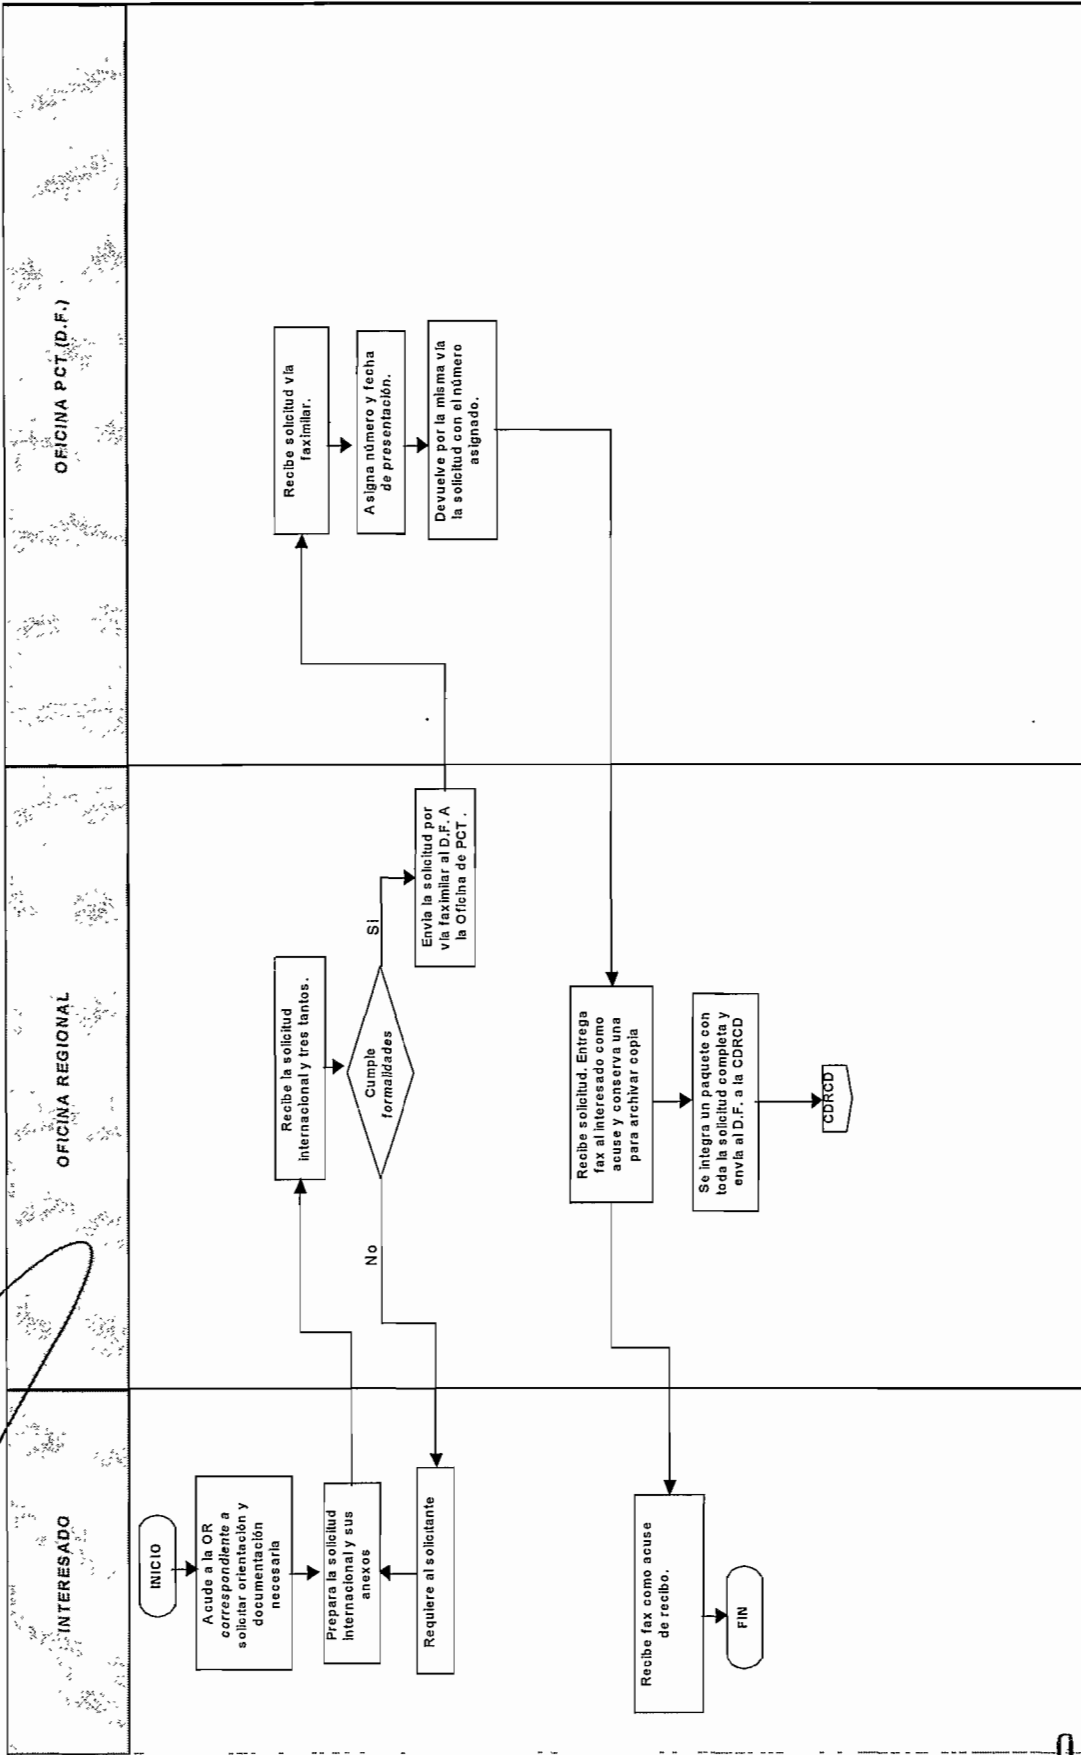 INTERESADO
OFICINA REGIONAL
OFICINA PCT (D.F.)
INICIO
Acude a la OR
correspondiente a
solicitar orientación y
documentación
necesaria
Prepara la solicitud
internacional y sus
anexos
Requiere al solicitante
Recibe la solicitud
internacional y tres tantos.
Cumple
formalidades
No
Si
Envía la solicitud por
vía faximilar al D.F. A
la Oficina de PCT .
Recibe solicitud vía
faximilar.
Asigna número y fecha
de presentación.
Devuelve por la misma vía
la solicitud con el número
asignado.
Recibe solicitud. Entrega
fax al interesado como
acuse y conserva una
para archivar copia
Se integra un paquete con
toda la solicitud completa y
envía al D.F. a la CDRCD
CDRCD
Recibe fax como acuse
de recibo.
FIN